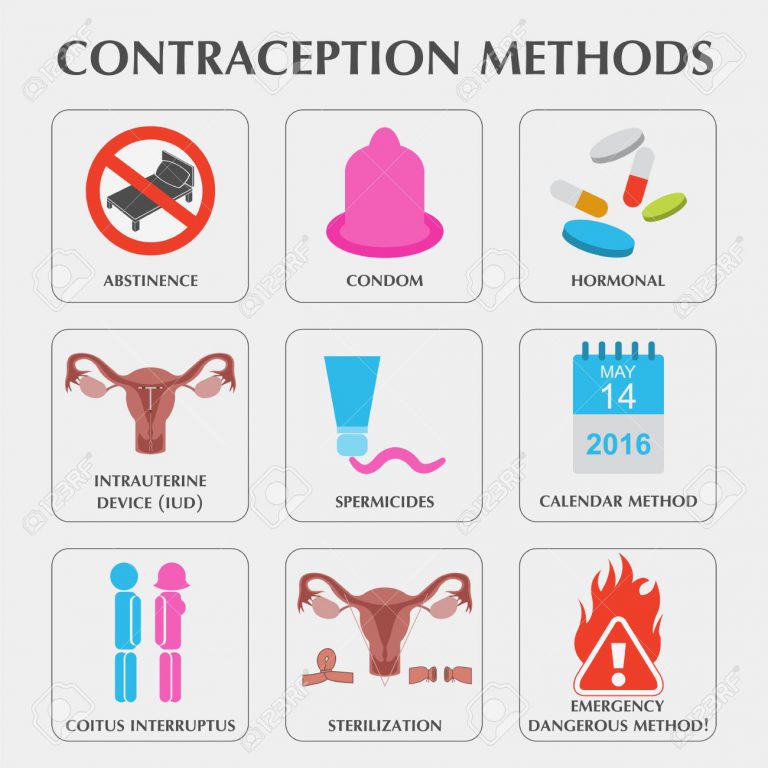 CONTRACEPTION METHODS
ABSTINENCE
CONDOM
HORMONAL
INTRAUTERINE
DEVICE (IUD)
SPERMICIDES
MAY
14
2016
CALENDAR METHOD
COITUS INTERRUPTUS
STERILIZATION
!
EMERGENCY
DANGEROUS METHOD!
123RF